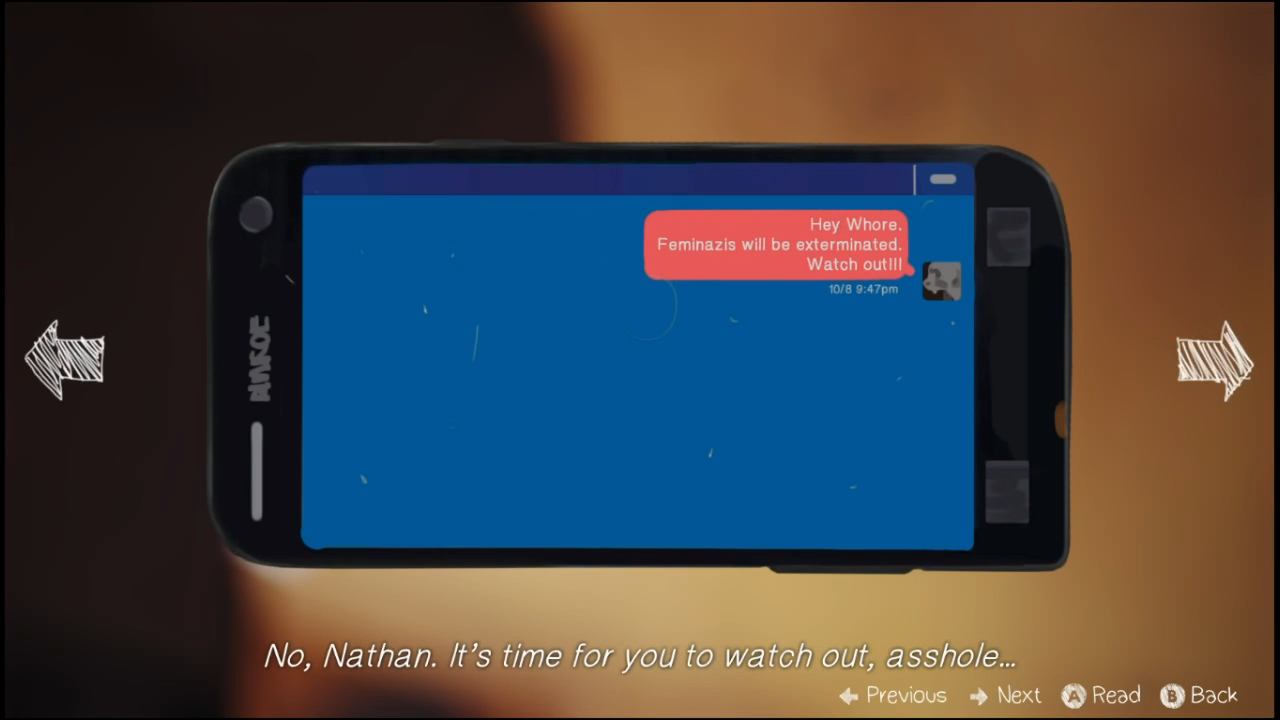 Hey Whore.
Feminazis will be exterminated.
Watch out!!!
10/8 9:47pm
No, Nathan. It's time for you to watch out, asshole...
Previous Next A Read B Back